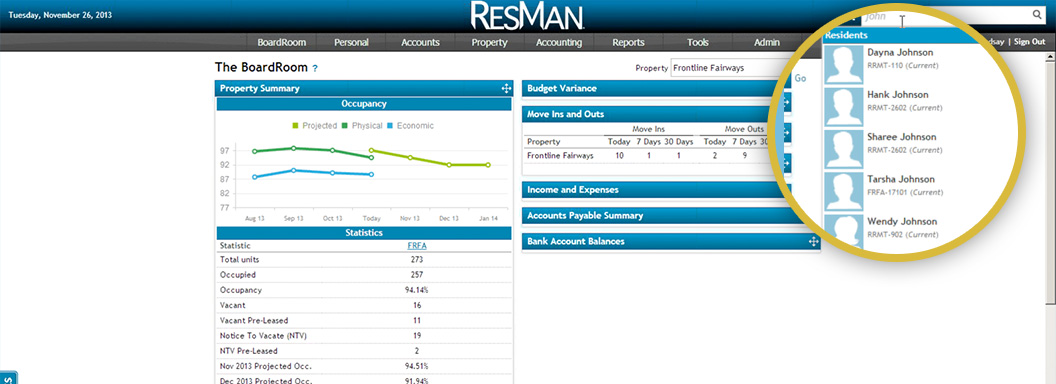 Tuesday, November 26, 2013
RESMAN
john
BoardRoom Personal Accounts Property Accounting Reports Tools Admin
| Sign Out
The BoardRoom ?
Property Frontline Fairways
Go
Property Summary
Occupancy
Projected Physical Economic
97
92
87
82
77
Aug 13 Sep 13 Oct 13 Today Nov 13 Dec 13 Jan 14
Statistics
Statistic FRFA
Total units 273
Occupied 257
Occupancy 94.14%
Vacant 16
Vacant Pre-Leased 11
Notice To Vacate (NTV) 19
NTV Pre-Leased 2
Nov 2013 Projected Occ. 94.51%
Dec 2013 Projected Occ. 91.94%
Budget Variance
Move Ins and Outs
Move Ins Move Outs
Property Today 7 Days 30 Days Today 7 Days 30
Frontline Fairways 10 1 1 2 9
Income and Expenses
Accounts Payable Summary
Bank Account Balances
Residents
Dayna Johnson
RRMT-110 (Current)
Hank Johnson
RRMT-2602 (Current)
Sharee Johnson
RRMT-2602 (Current)
Tarsha Johnson
FRFA-17101 (Current)
Wendy Johnson
RRMT-902 (Current)